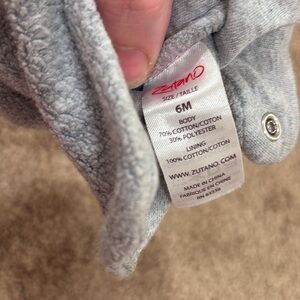 zutano
SIZE / TAILLE
6M
BODY
70% COTTON/COTON
30% POLYESTER
LINING
100% COTTON/COTON
WWW. ZUTANO.COM
MADE IN CHINA
FABRIQUE EN CHINE